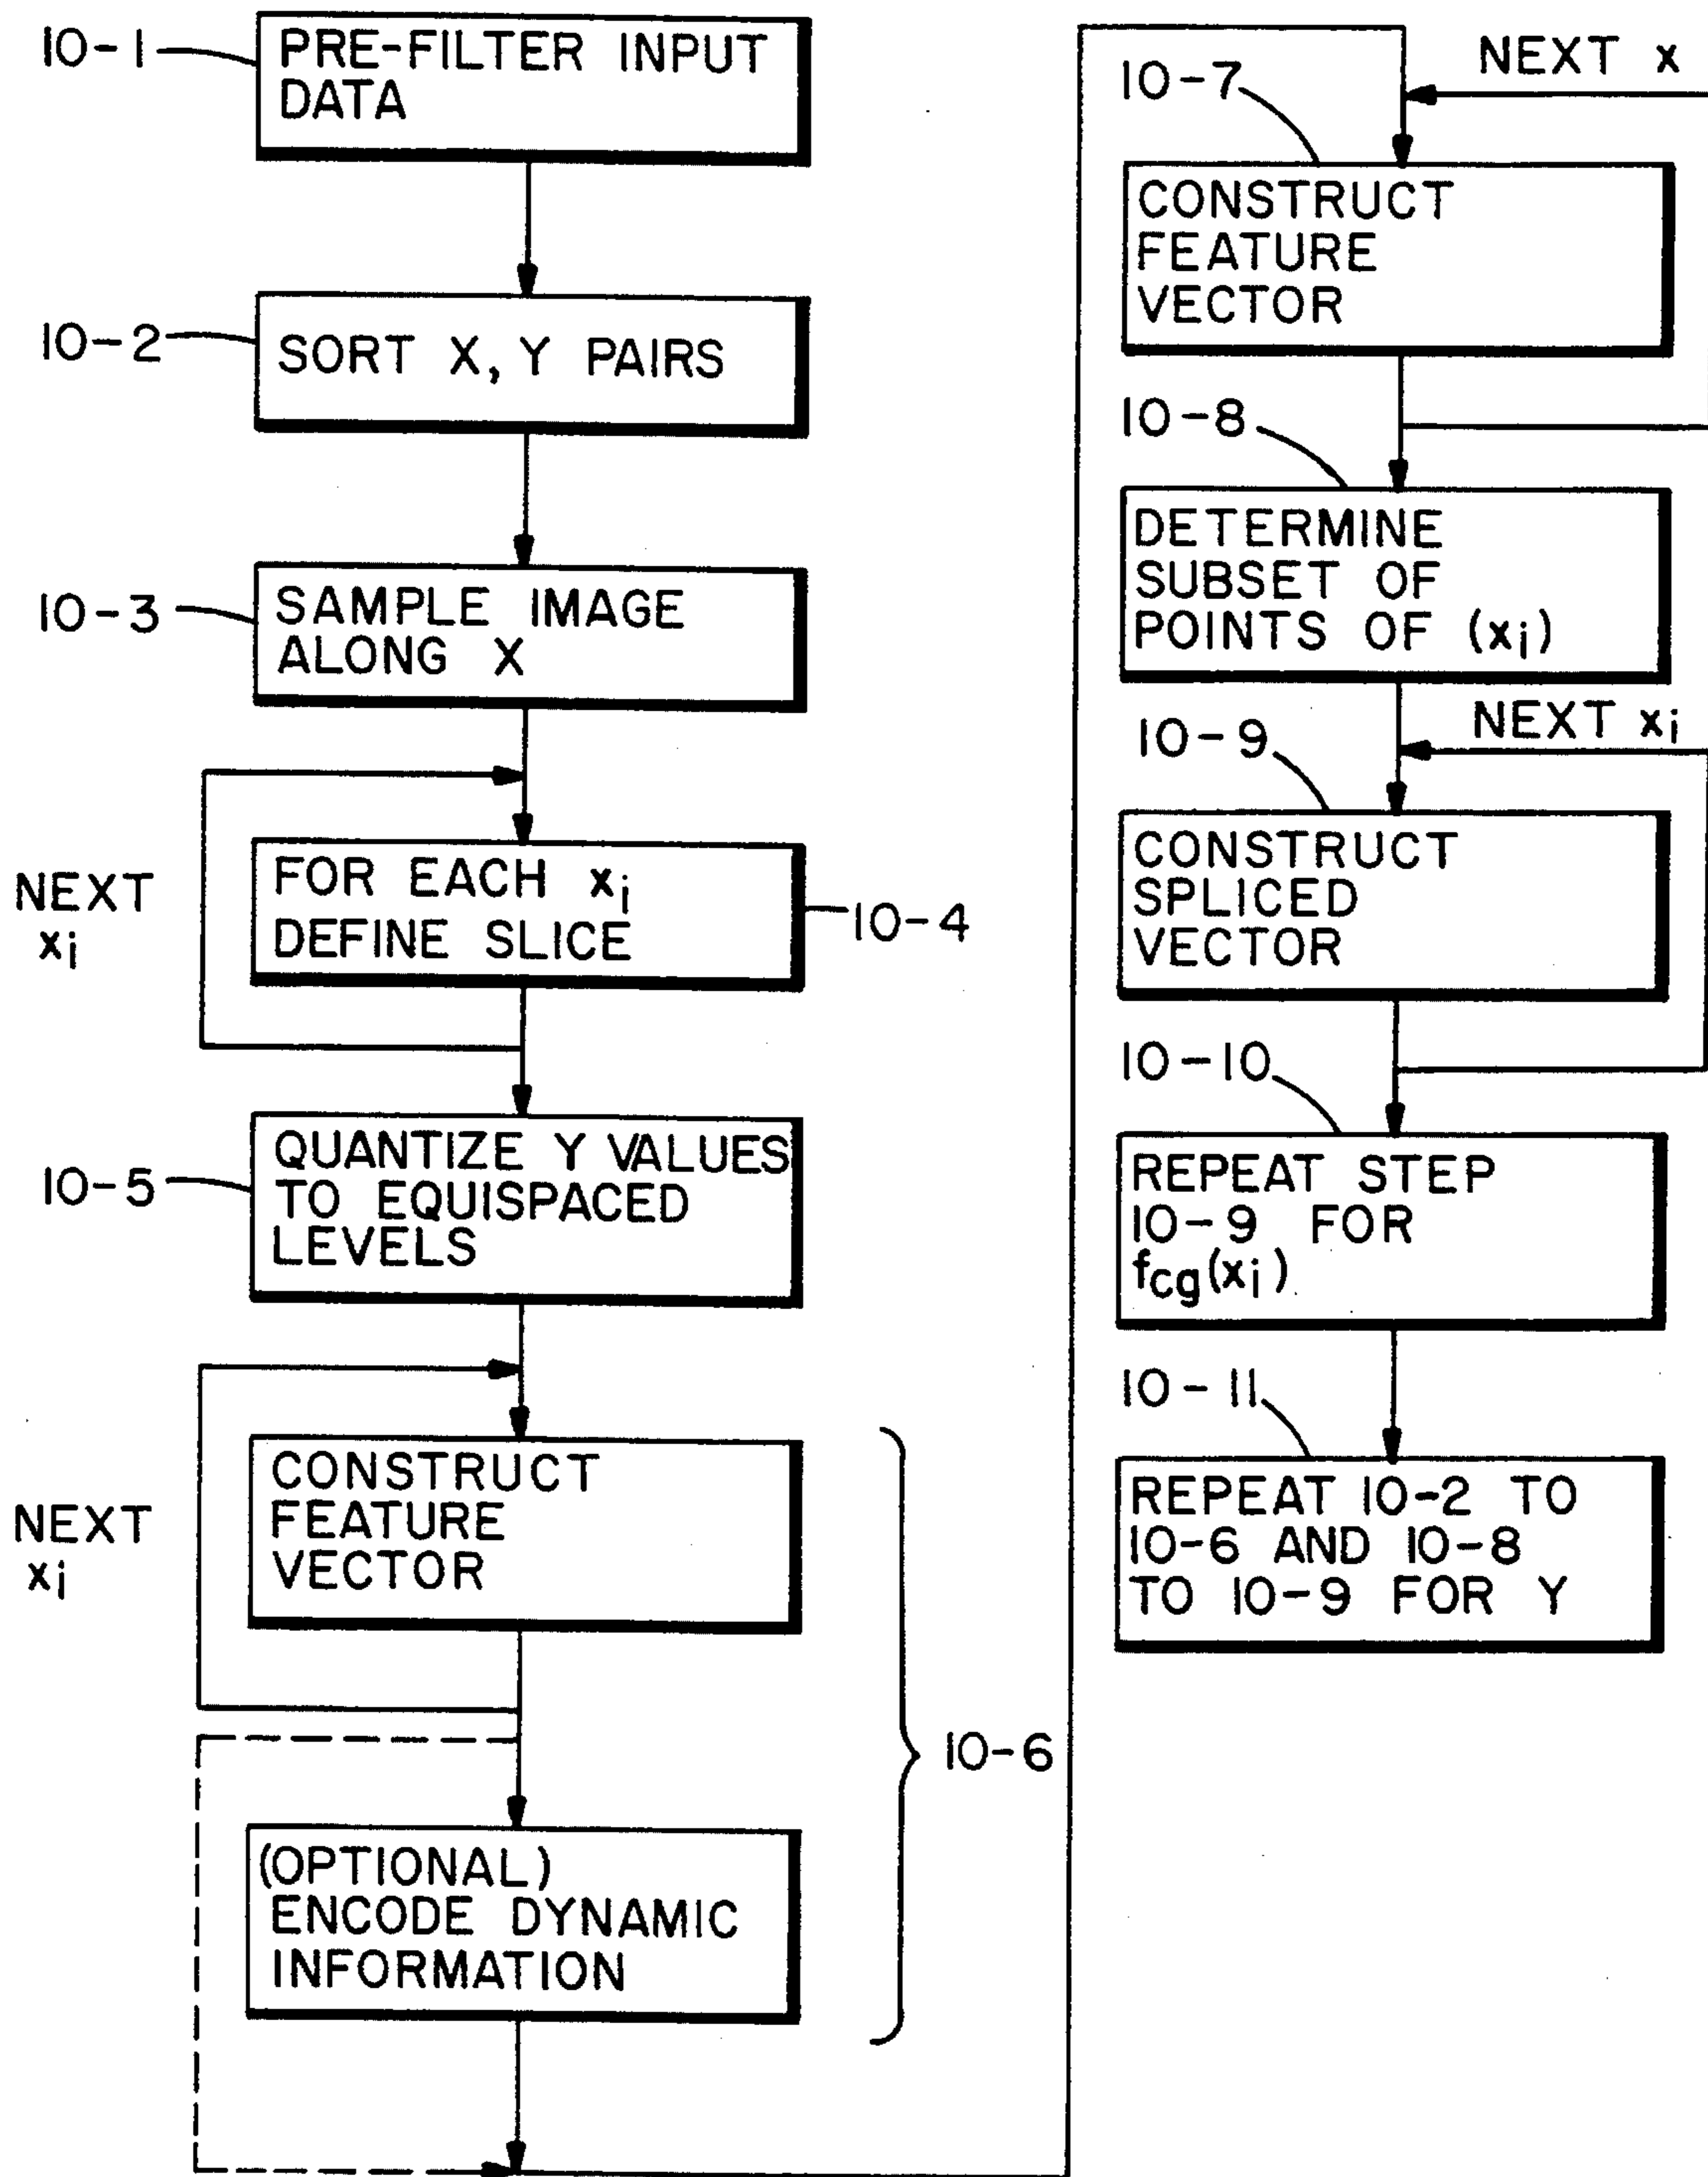 10-1
PRE-FILTER INPUT
DATA
10-2
SORT X, Y PAIRS
10-3
SAMPLE IMAGE
ALONG X
NEXT
xi
FOR EACH xi
DEFINE SLICE
10-4
10-5
QUANTIZE Y VALUES
TO EQUISPACED
LEVELS
NEXT
xi
CONSTRUCT
FEATURE
VECTOR
10-6
(OPTIONAL)
ENCODE DYNAMIC
INFORMATION
NEXT x
10-7
CONSTRUCT
FEATURE
VECTOR
10-8
DETERMINE
SUBSET OF
POINTS OF (xi)
NEXT xi
10-9
CONSTRUCT
SPLICED
VECTOR
10-10
REPEAT STEP
10-9 FOR
fcg(xi)
10-11
REPEAT 10-2 TO
10-6 AND 10-8
TO 10-9 FOR Y